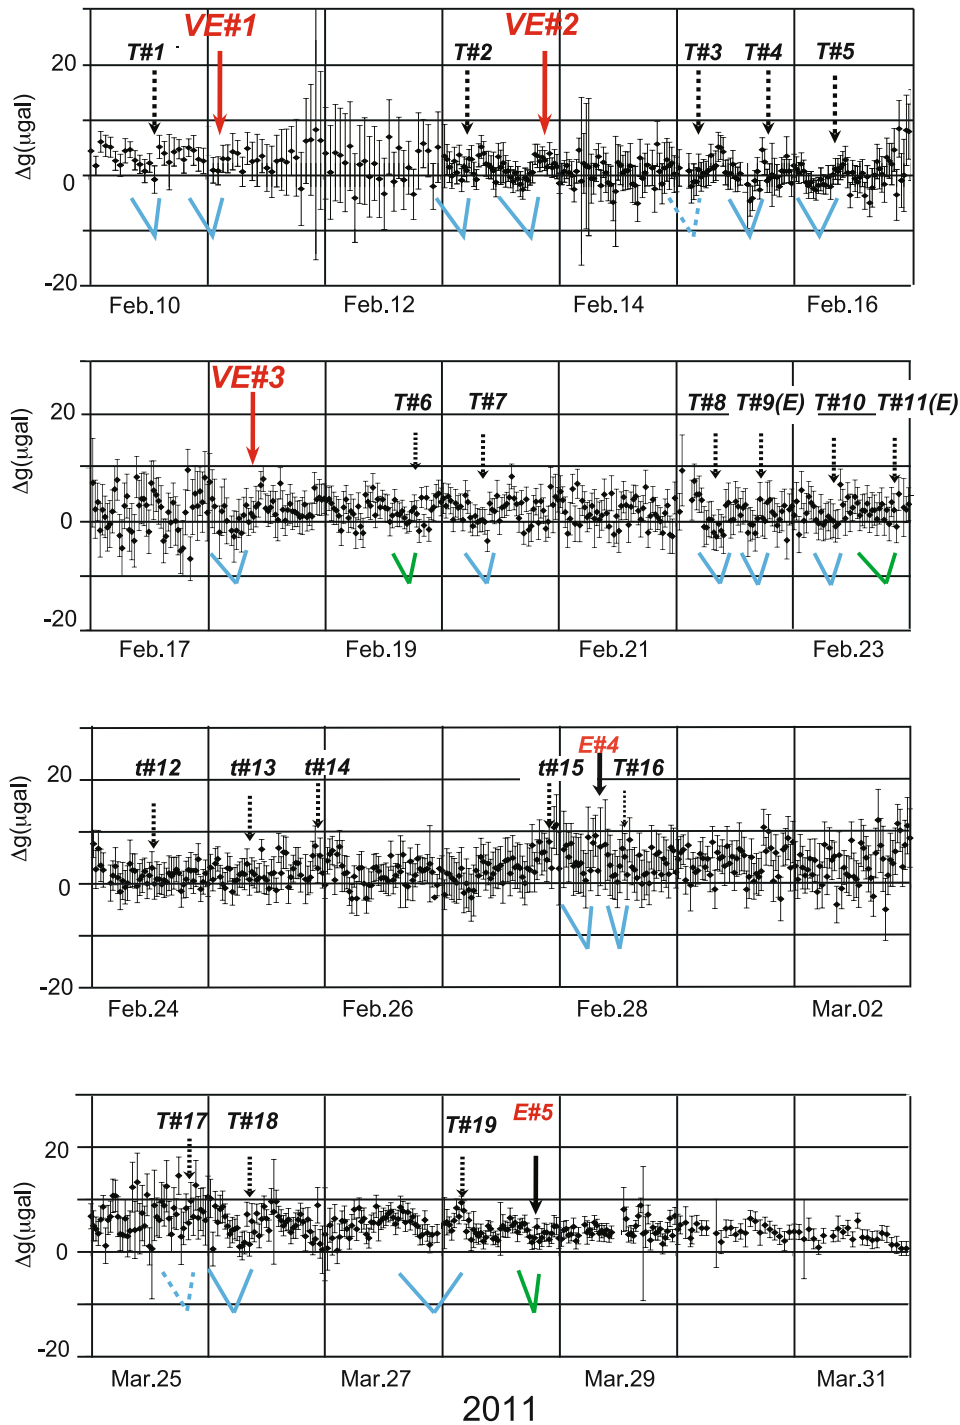 VE#1
VE#2
T#1
T#2
T#3
T#4
T#5
20
0
-20
Δg(μgal)
Feb.10
Feb.12
Feb.14
Feb.16
VE#3
T#6
T#7
T#8
T#9(E)
T#10
T#11(E)
20
0
-20
Δg(μgal)
Feb.17
Feb.19
Feb.21
Feb.23
E#4
t#12
t#13
t#14
t#15
T#16
20
0
-20
Δg(μgal)
Feb.24
Feb.26
Feb.28
Mar.02
E#5
T#17
T#18
T#19
20
0
-20
Δg(μgal)
Mar.25
Mar.27
Mar.29
Mar.31
2011